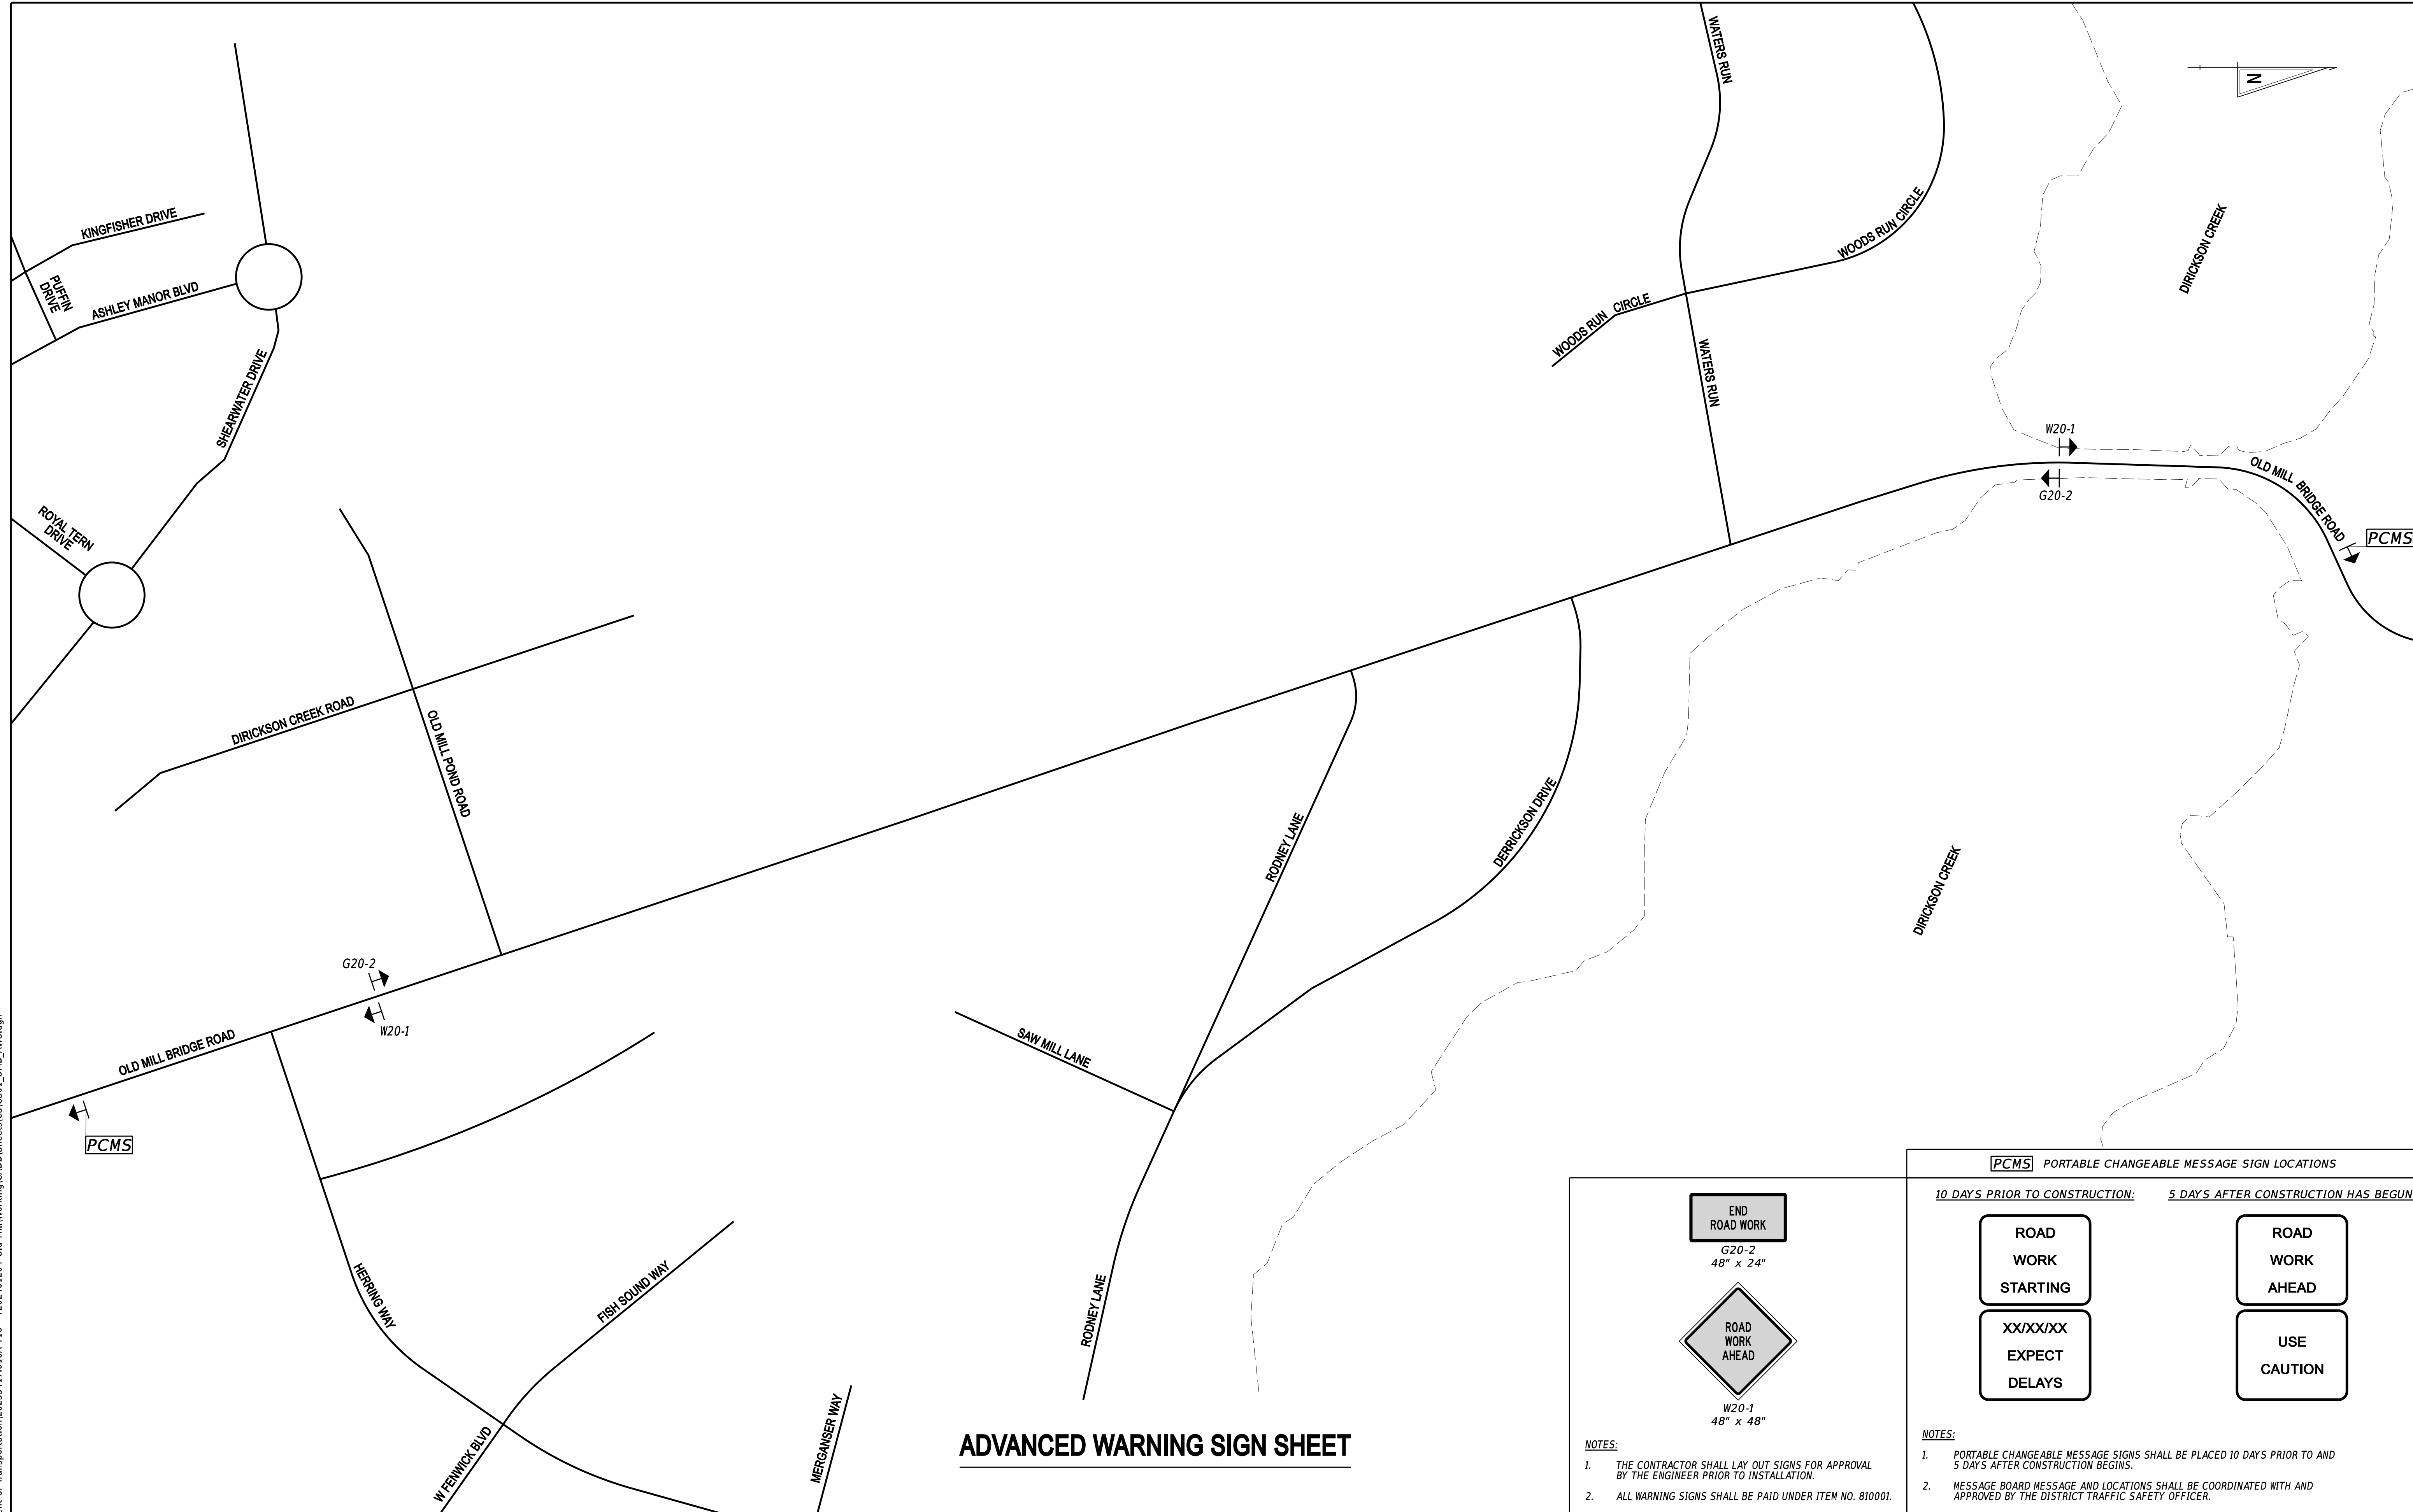 WATERS RUN
N
KINGFISHER DRIVE
PUFFIN
DRIVE
ASHLEY MANOR BLVD
SHEARWATER DRIVE
WOODS RUN CIRCLE
WOODS RUN CIRCLE
WATERS RUN
DIRICKSON CREEK
W20-1
G20-2
OLD MILL BRIDGE ROAD
PCMS
ROYAL TERN
DRIVE
DIRICKSON CREEK ROAD
OLD MILL POND ROAD
RODNEY LANE
DERRICKSON DRIVE
DIRICKSON CREEK
G20-2
W20-1
OLD MILL BRIDGE ROAD
PCMS
SAW MILL LANE
HERRING WAY
FISH SOUND WAY
RODNEY LANE
W FENWICK BLVD
MERGANSER WAY
ADVANCED WARNING SIGN SHEET
END
ROAD WORK
G20-2
48" x 24"
ROAD
WORK
AHEAD
W20-1
48" x 48"
NOTES:
1. THE CONTRACTOR SHALL LAY OUT SIGNS FOR APPROVAL
BY THE ENGINEER PRIOR TO INSTALLATION.
2. ALL WARNING SIGNS SHALL BE PAID UNDER ITEM NO. 810001.
PCMS PORTABLE CHANGEABLE MESSAGE SIGN LOCATIONS
10 DAYS PRIOR TO CONSTRUCTION:
ROAD
WORK
STARTING
XX/XX/XX
EXPECT
DELAYS
5 DAYS AFTER CONSTRUCTION HAS BEGUN
ROAD
WORK
AHEAD
USE
CAUTION
NOTES:
1. PORTABLE CHANGEABLE MESSAGE SIGNS SHALL BE PLACED 10 DAYS PRIOR TO AND
5 DAYS AFTER CONSTRUCTION BEGINS.
2. MESSAGE BOARD MESSAGE AND LOCATIONS SHALL BE COORDINATED WITH AND
APPROVED BY THE DISTRICT TRAFFIC SAFETY OFFICER.